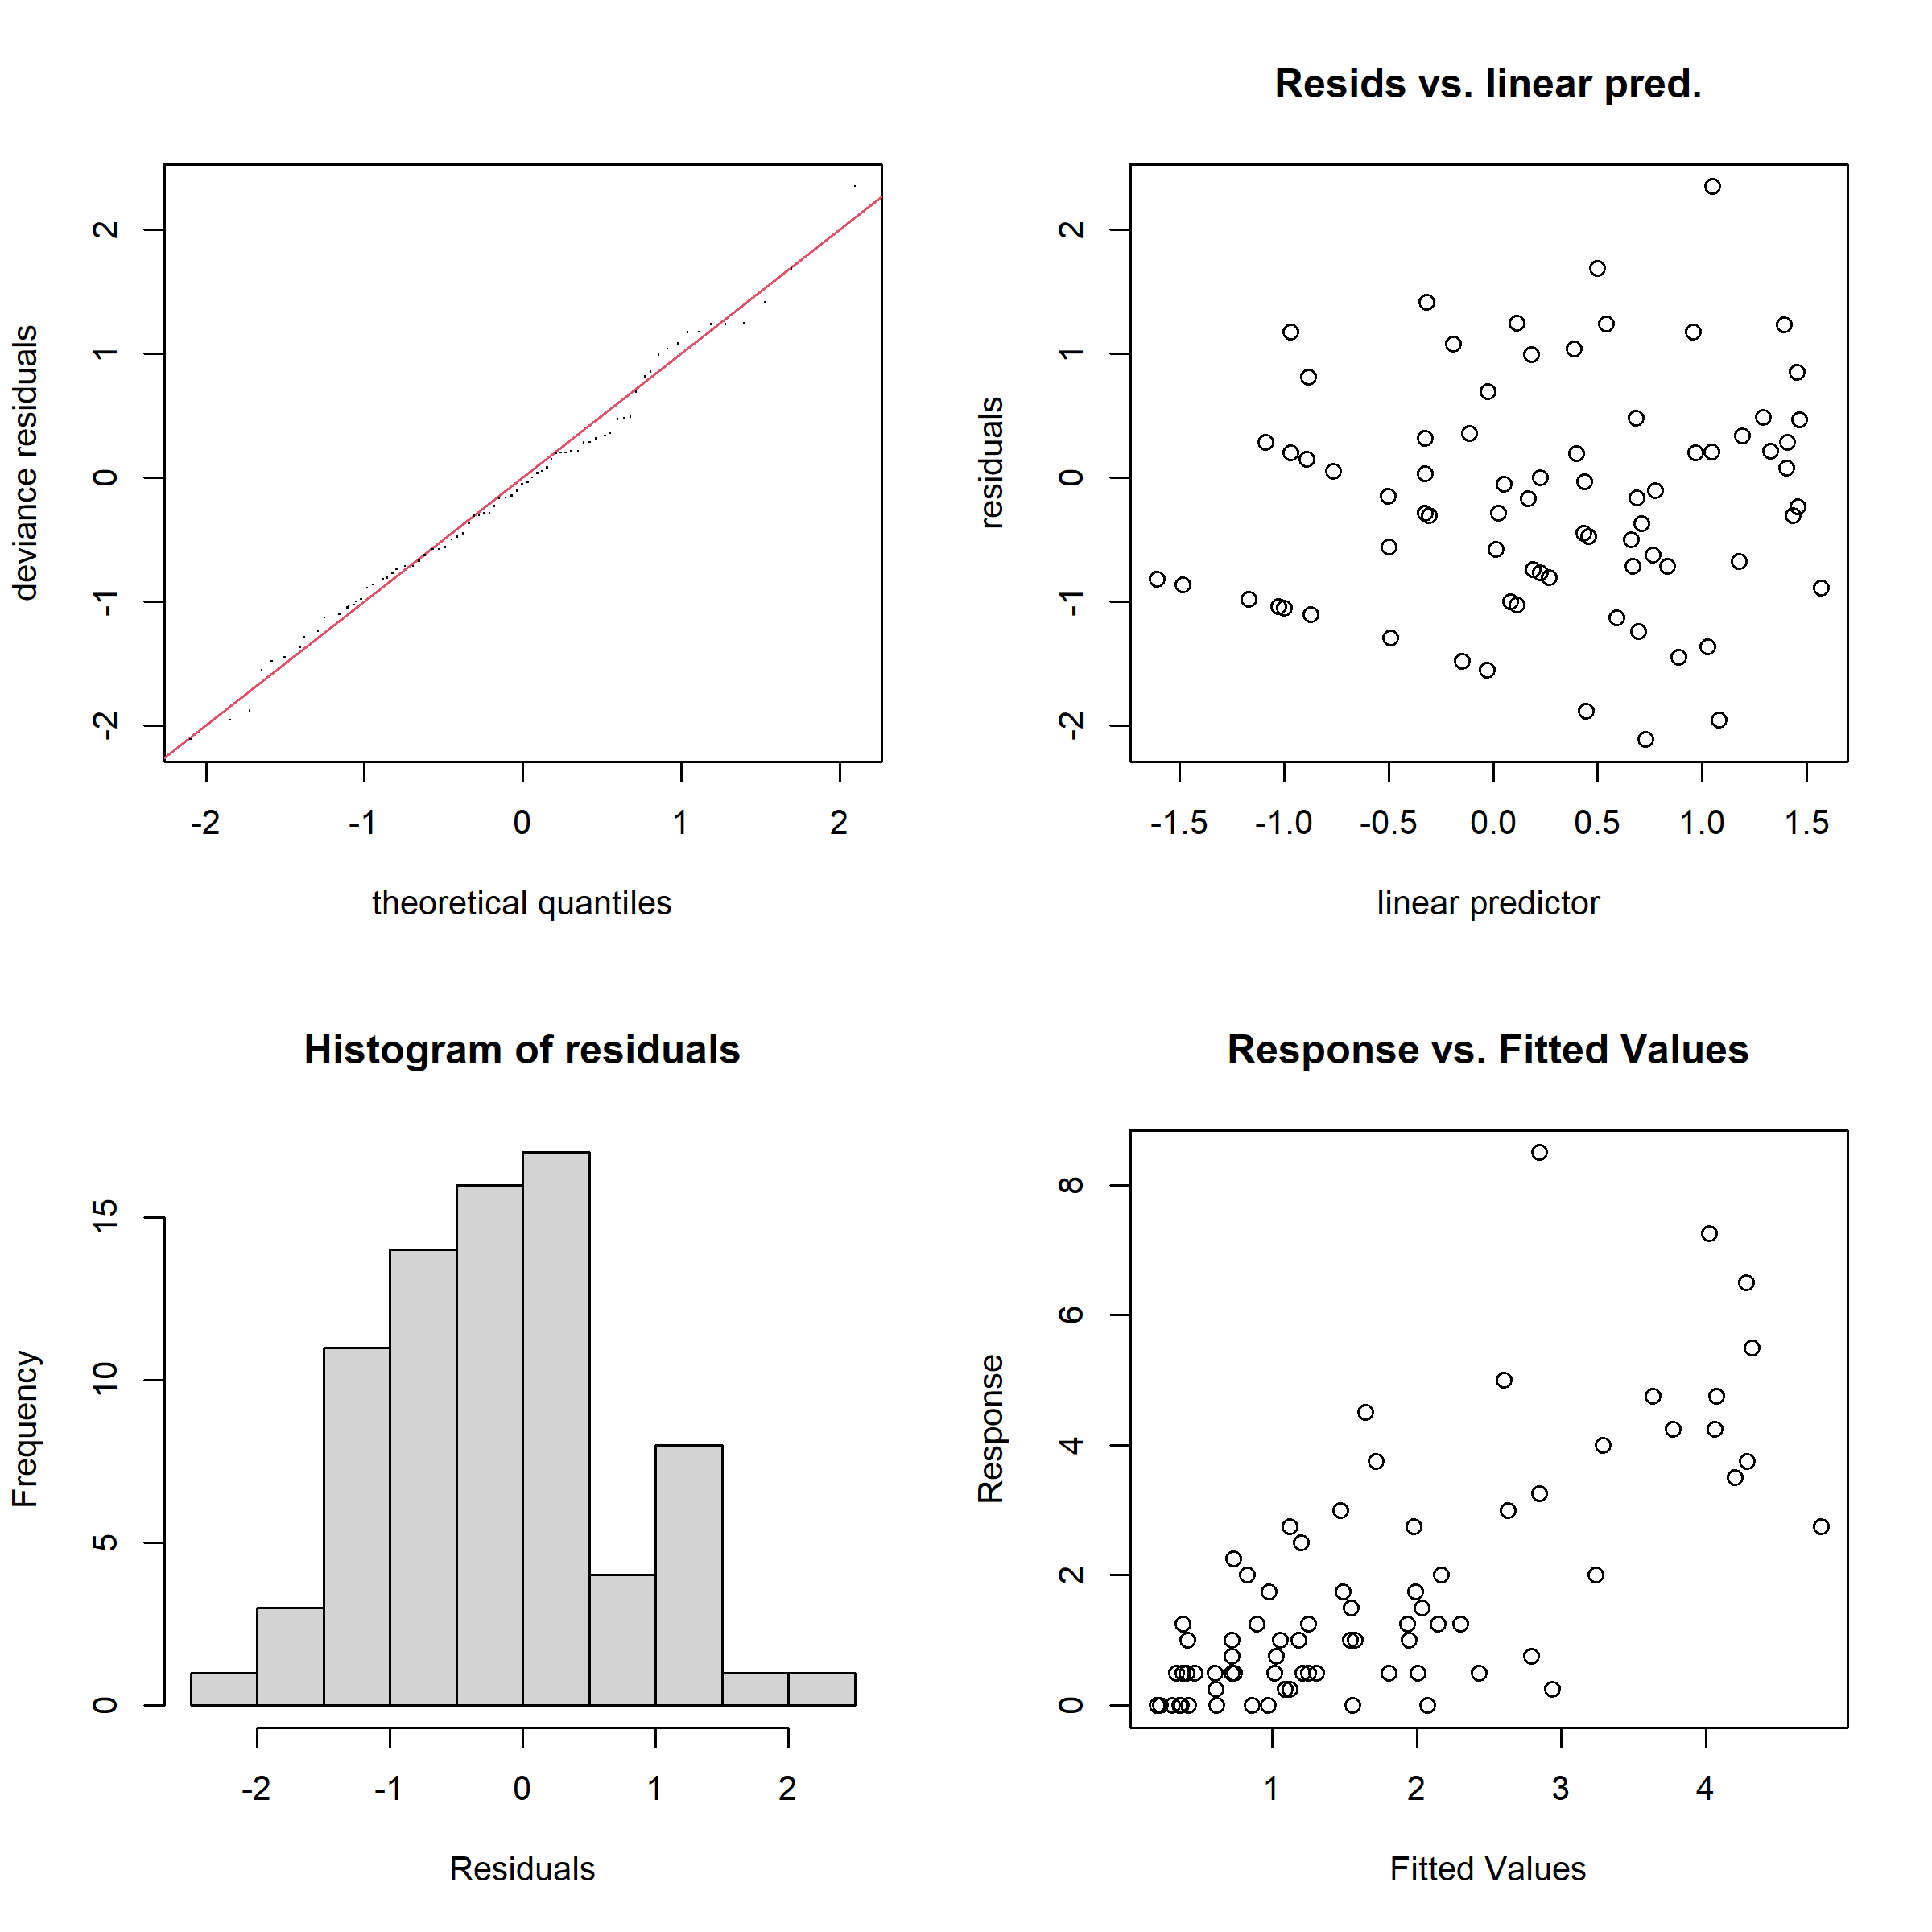 deviance residuals
2
1
0
-1
-2
-2 -1 0 1 2
theoretical quantiles
Resids vs. linear pred.
residuals
2
1
0
-1
-2
-1.5 -1.0 -0.5 0.0 0.5 1.0 1.5
linear predictor
Histogram of residuals
Frequency
15
10
5
0
-2 -1 0 1 2
Residuals
Response vs. Fitted Values
Response
8
6
4
2
0
1 2 3 4
Fitted Values